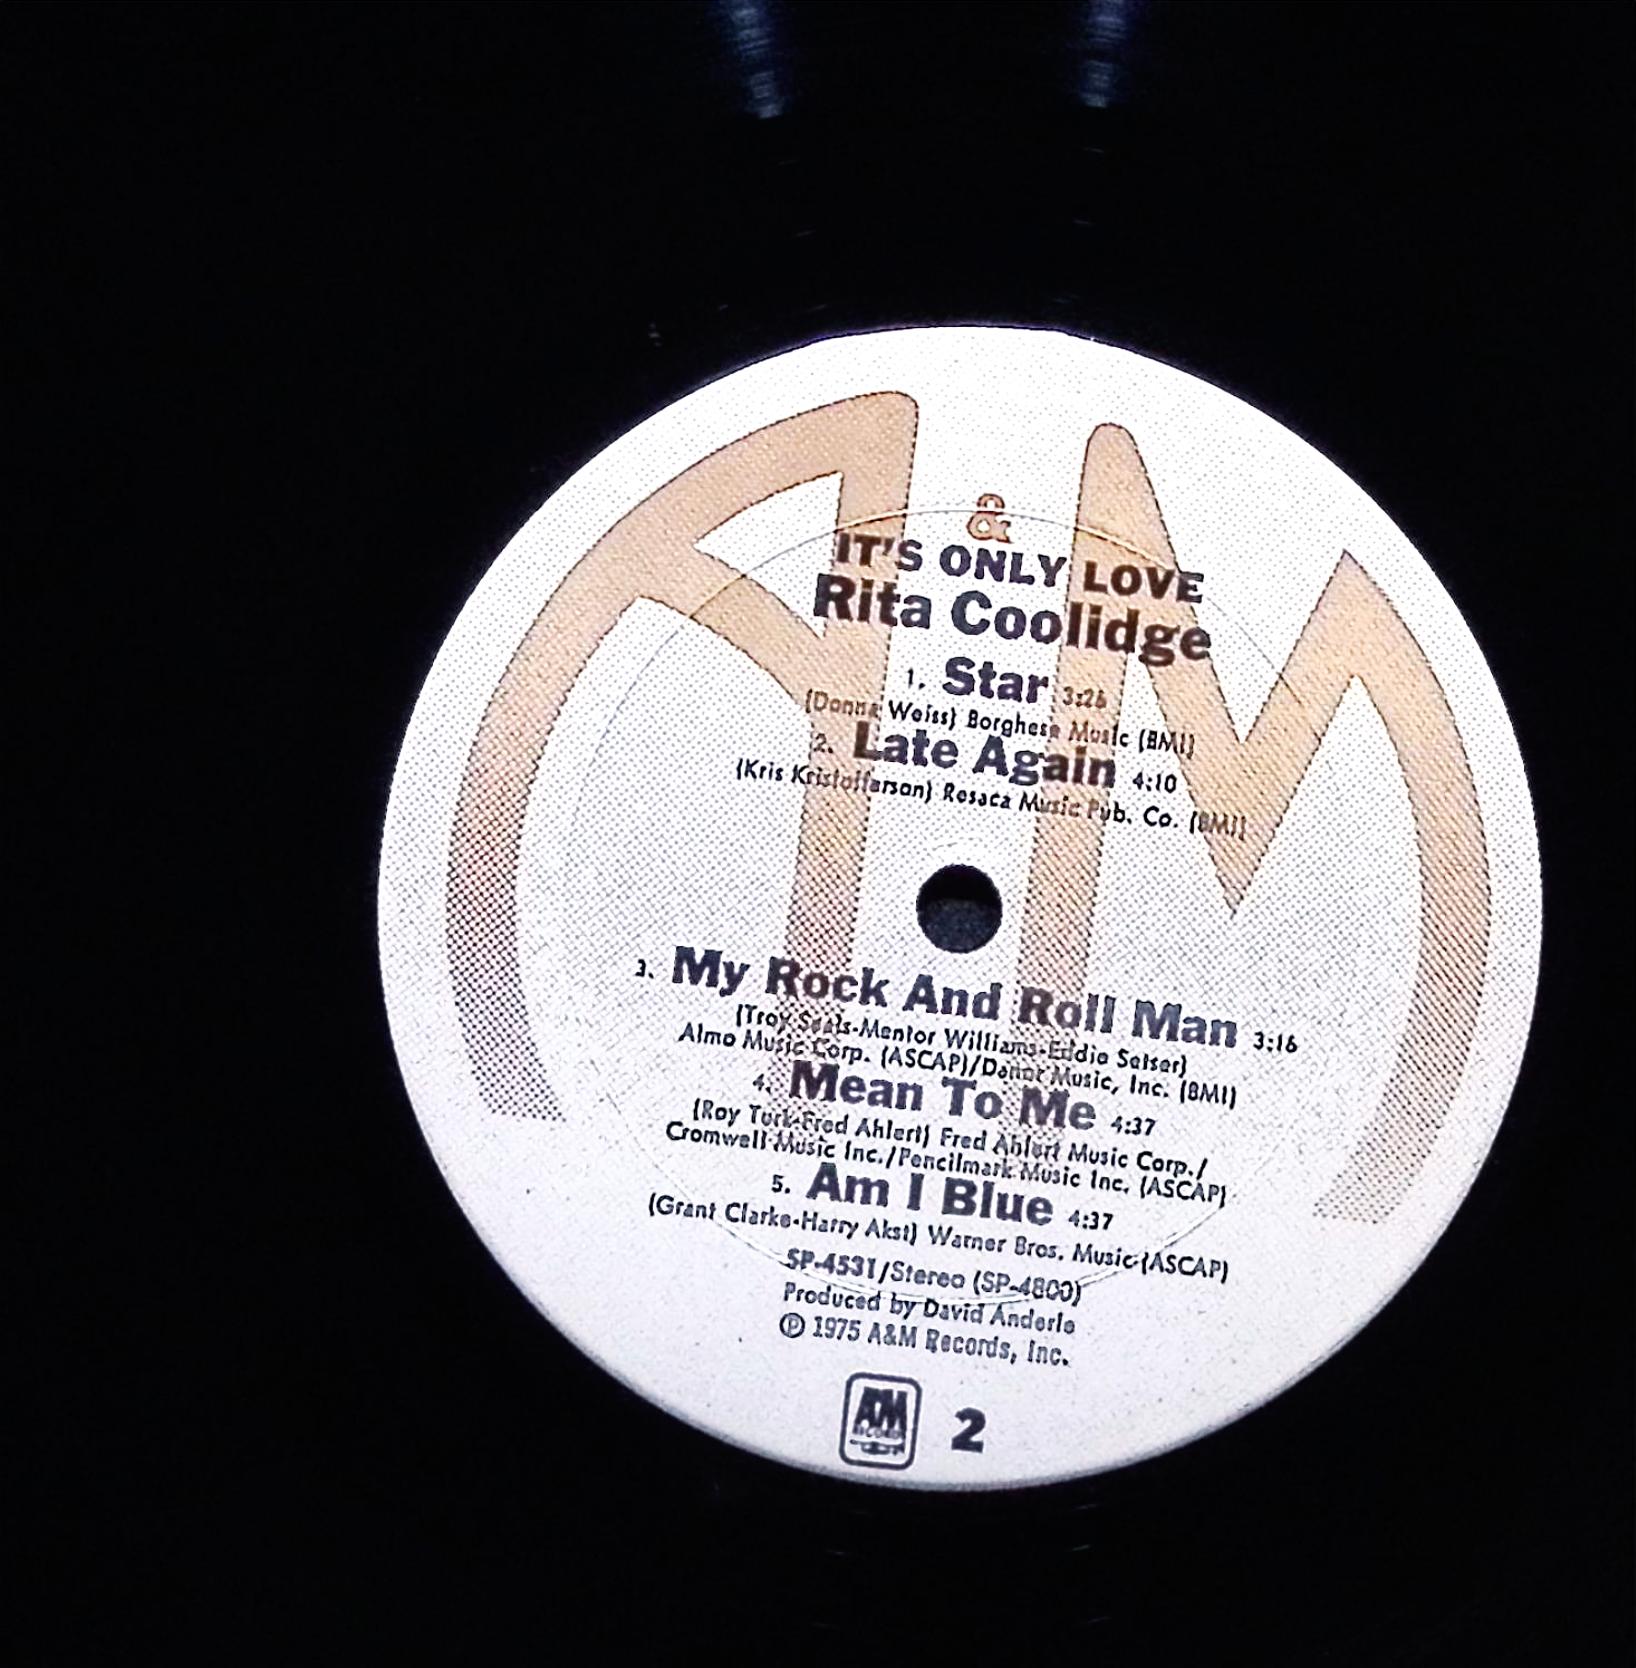 &
IT'S ONLY LOVE
Rita Coolidge
1. Star 3:26
(Donna Weiss) Borghese Music (BMI)
2. Late Again 4:10
(Kris Kristofferson) Resaca Music Pub. Co. (BMI)
3. My Rock And Roll Man 3:16
(Troy Seals-Mentor Williams-Eddie Setser)
Almo Music Corp. (ASCAP)/Danor Music, Inc. (BMI)
4. Mean To Me 4:37
(Roy Turk-Fred Ahlert) Fred Ahlert Music Corp./
Cromwell Music Inc./Pencilmark Music Inc. (ASCAP)
5. Am I Blue 4:37
(Grant Clarke-Harry Akst) Warner Bros. Music (ASCAP)
SP-4531/Stereo (SP-4800)
Produced by David Anderle
℗ 1975 A&M Records, Inc.
AM RECORDS 2